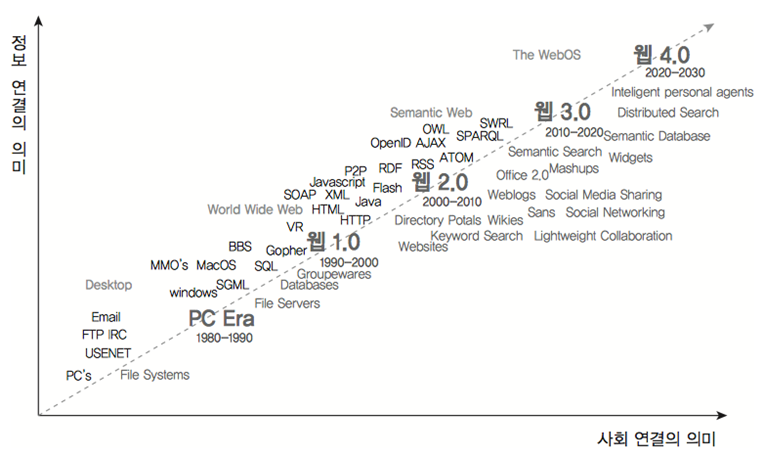 정보 연결의 의미
The WebOS
웹 4.0
2020-2030
Inteligent personal agents
Semantic Web
웹 3.0
Distributed Search
SWRL
OWL
SPARQL
2010-2020
Semantic Database
OpenID AJAX
Semantic Search
ATOM
Widgets
P2P
RDF
RSS
Mashups
Office 2,0
Javascript
Flash
웹 2.0
SOAP
XML
2000-2010
Weblogs
Social Media Sharing
Java
World Wide Web
HTML
Sans
Social Networking
HTTP
Directory Potals
Wikies
VR
웹 1.0
Keyword Search
Lightweight Collaboration
BBS
Gopher
Websites
1990-2000
MMO's
MacOS
SQL
Groupewares
Desktop
SGML
Databases
windows
File Servers
Email
PC Era
FTP IRC
1980-1990
USENET
PC's
File Systems
사회 연결의 의미